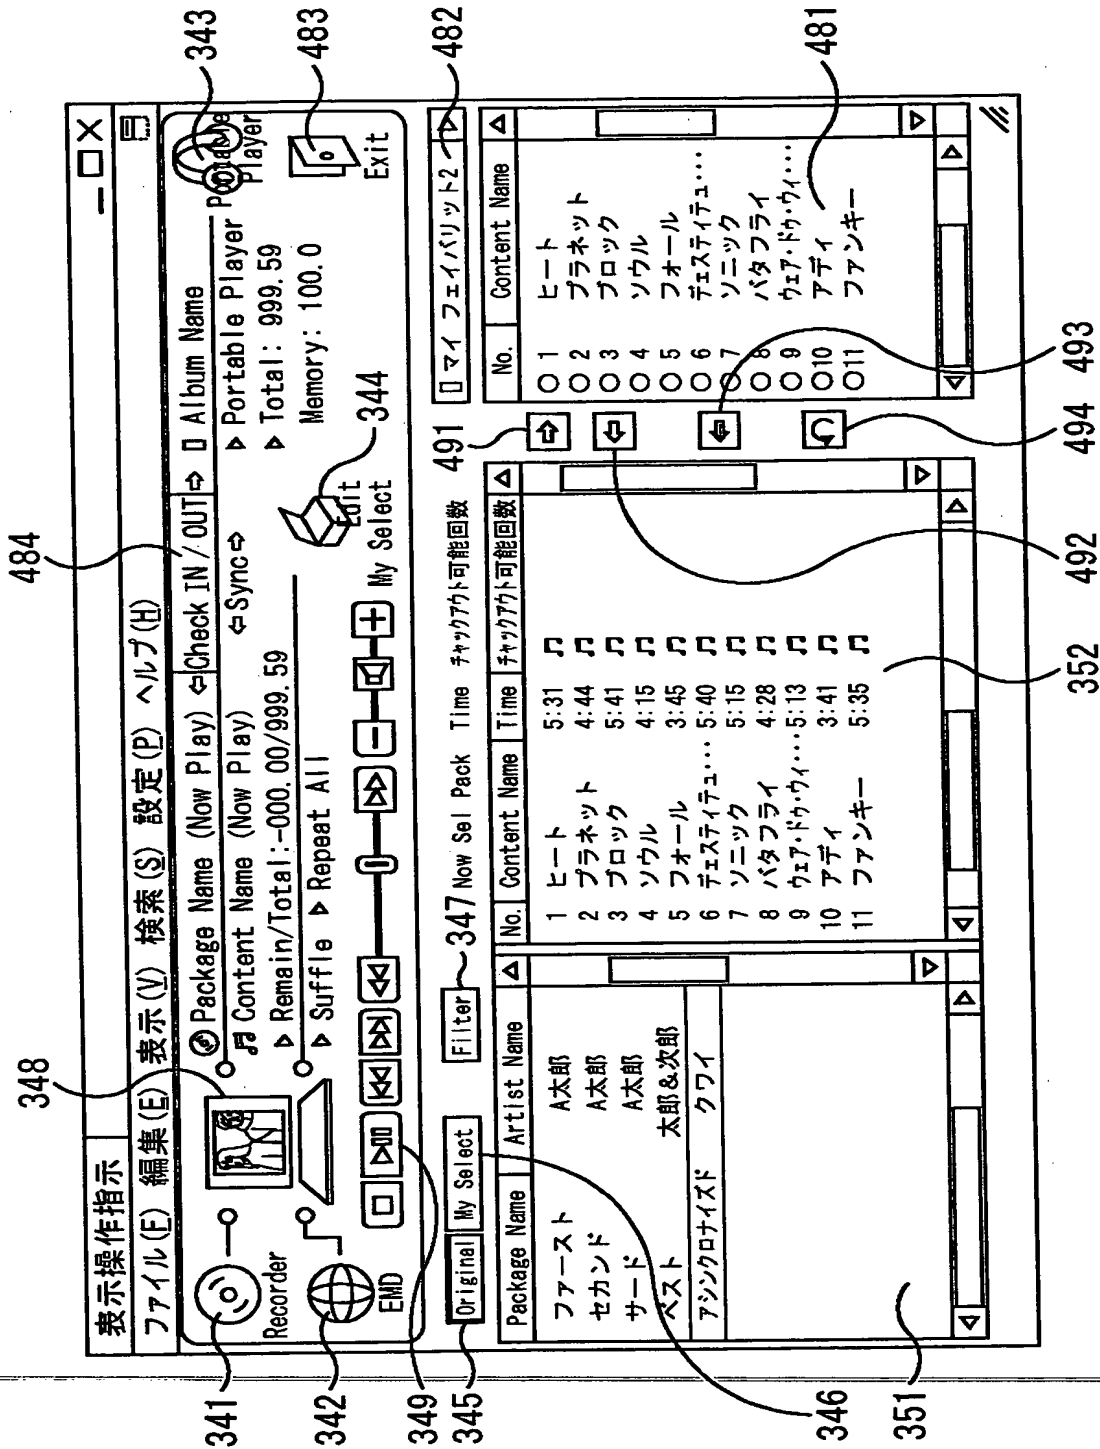 484
348
343
483
482
表示操作指示
ファイル(F) 編集(E) 表示(V) 検索(S) 設定(P) ヘルプ(H)
Package Name (Now Play) ⇦Check IN / OUT⇨ Album Name
Content Name (Now Play) ⇦Sync⇨ Portable Player
Remain/Total:-000.00/999.59 Total: 999.59
Suffle Repeat All Memory: 100.0
Portable Player
Recorder
EMD
Edit
My Select
Exit
341
342
349
344
345
Original My Select Filter 347 Now Sel Pack Time チャックアウト可能回数
491
マイ フェイバリット2
Package Name Artist Name
ファースト A太郎
セカンド A太郎
サード A太郎
ベスト 太郎&次郎
アシンクロナイズド クワイ
No. Content Name Time チャックアウト可能回数
1 ヒート 5:31
2 プラネット 4:44
3 ブロック 5:41
4 ソウル 4:15
5 フォール 3:45
6 デェスティティュ・・・ 5:40
7 ソニック 5:15
8 バタフライ 4:28
9 ウェア・ドゥ・ウィ・・・ 5:13
10 アディ 3:41
11 ファンキー 5:35
No. Content Name
1 ヒート
2 プラネット
3 ブロック
4 ソウル
5 フォール
6 デェスティティュ・・・
7 ソニック
8 バタフライ
9 ウェア・ドゥ・ウィ・・・
10 アディ
11 ファンキー
346
351
352
492
494
493
481